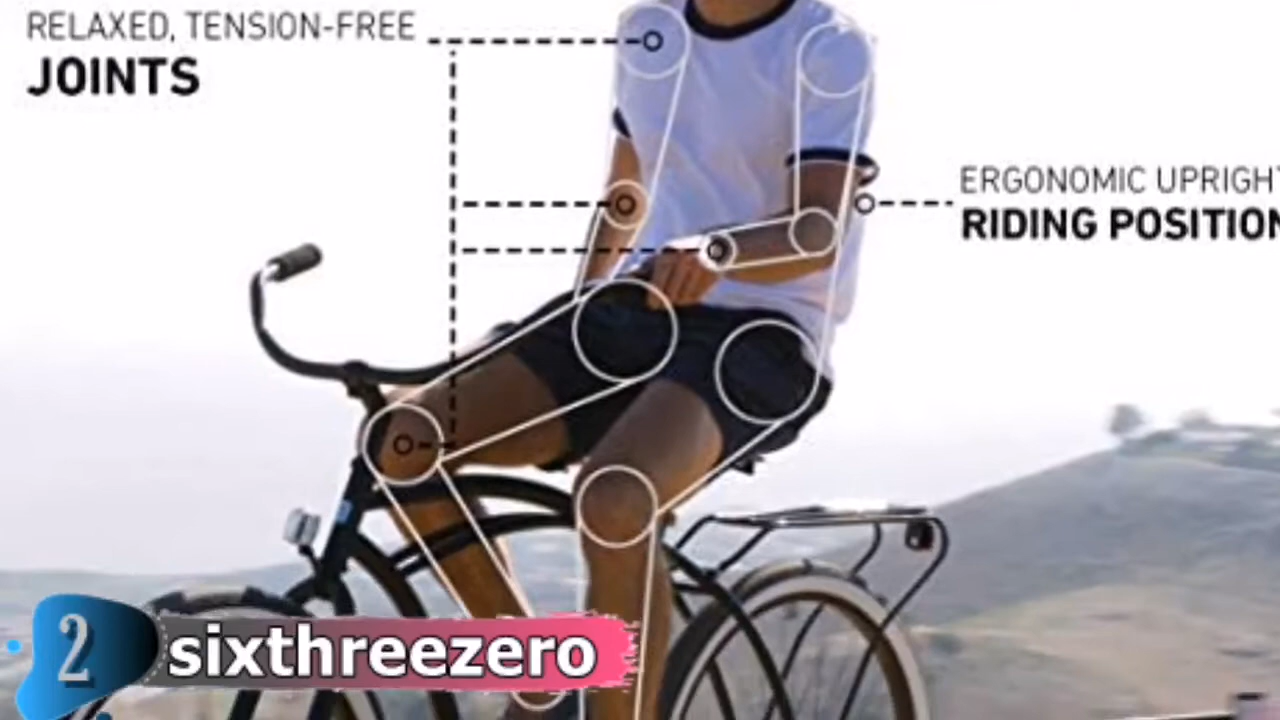 RELAXED, TENSION-FREE
JOINTS
ERGONOMIC UPRIGHT
RIDING POSITION
2
sixthreezero